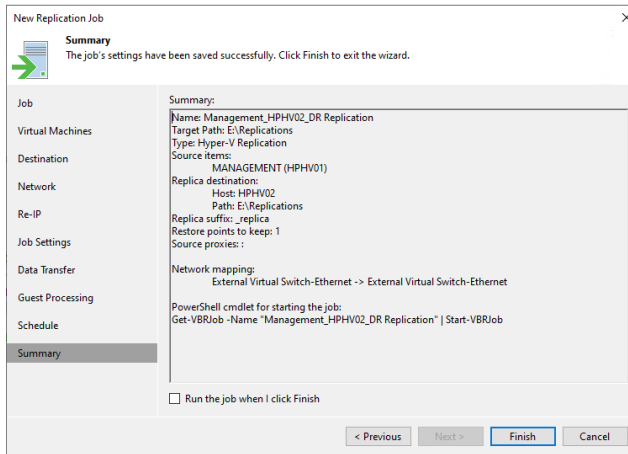 New Replication Job
Summary
The job's settings have been saved successfully. Click Finish to exit the wizard.
Job
Virtual Machines
Destination
Network
Re-IP
Job Settings
Data Transfer
Guest Processing
Schedule
Summary
Summary:
Name: Management_HPHV02_DR Replication
Target Path: E:\Replications
Type: Hyper-V Replication
Source items:
MANAGEMENT (HPHV01)
Replica destination:
Host: HPHV02
Path: E:\Replications
Replica suffix: _replica
Restore points to keep: 1
Source proxies: :
Network mapping:
External Virtual Switch-Ethernet -> External Virtual Switch-Ethernet
PowerShell cmdlet for starting the job:
Get-VBRJob -Name "Management_HPHV02_DR Replication" | Start-VBRJob
Run the job when I click Finish
< Previous
Next >
Finish
Cancel